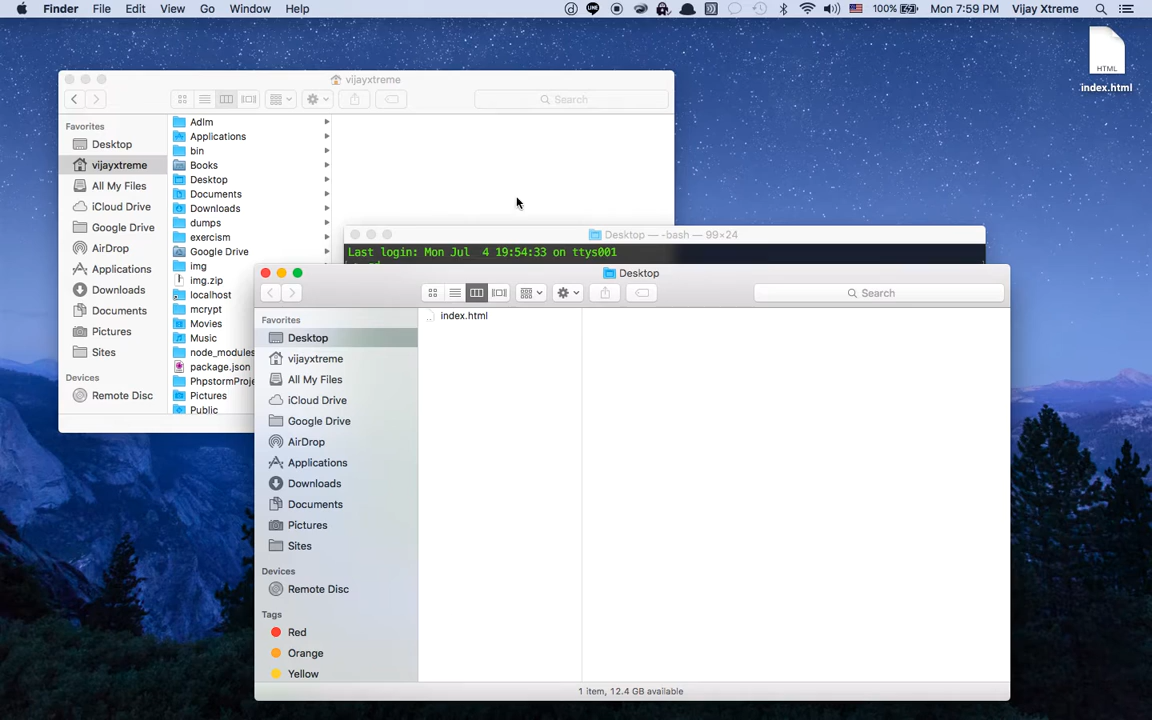 Finder File Edit View Go Window Help 100% Mon 7:59 PM Vijay Xtreme
HTML
index.html
vijayxtreme
Search
Favorites
Desktop
vijayxtreme
All My Files
iCloud Drive
Google Drive
AirDrop
Applications
Downloads
Documents
Pictures
Sites
Devices
Remote Disc
Adlm
Applications
bin
Books
Desktop
Documents
Downloads
dumps
exercism
Google Drive
img
img.zip
localhost
mcrypt
Movies
Music
node_modules
package.json
Pictures
Public
Desktop — -bash — 99×24
Last login: Mon Jul  4 19:54:33 on ttys001
Desktop
Search
Favorites
Desktop
vijayxtreme
All My Files
iCloud Drive
Google Drive
AirDrop
Applications
Downloads
Documents
Pictures
Sites
Devices
Remote Disc
Tags
Red
Orange
Yellow
index.html
1 item, 12.4 GB available